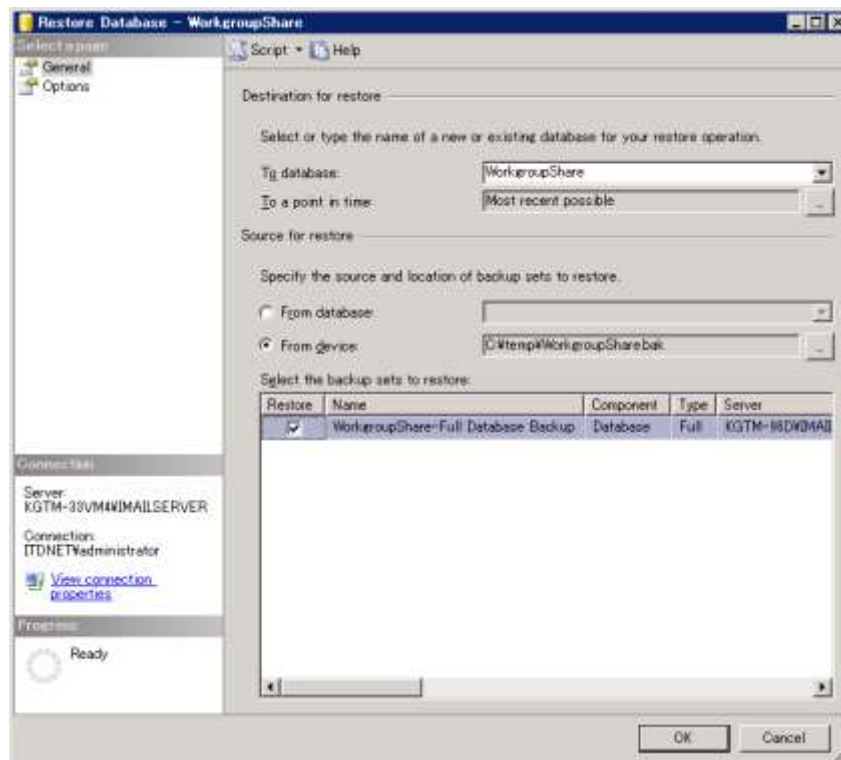 Restore Database - WorkgroupShare
Select a page
General
Options
Script
Help
Destination for restore
Select or type the name of a new or existing database for your restore operation.
To database:
WorkgroupShare
To a point in time:
Most recent possible
Source for restore
Specify the source and location of backup sets to restore.
From database:
From device:
C:¥temp¥WorkgroupShare.bak
Select the backup sets to restore:
Restore Name Component Type Server
WorkgroupShare-Full Database Backup Database Full
Connection
Server:
KGTM-33VM4¥IMAILSERVER
Connection:
ITDNET¥administrator
View connection
properties
Progress
Ready
OK Cancel